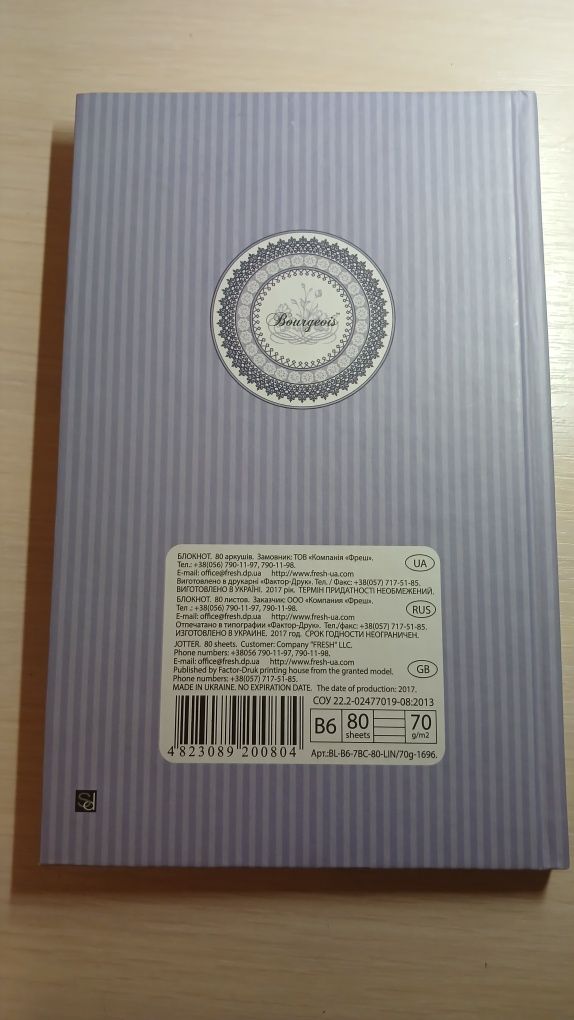 Bourgeois™
БЛОКНОТ. 80 аркушів. Замовник: ТОВ «Компанія «Фреш».
Тел.: +38(056) 790-11-97, 790-11-98.
E-mail: office@fresh.dp.ua http://www.fresh-ua.com
Виготовлено в друкарні «Фактор-Друк». Тел. / Факс: +38(057) 717-51-85.
ВИГОТОВЛЕНО В УКРАЇНІ. 2017 рік. ТЕРМІН ПРИДАТНОСТІ НЕОБМЕЖЕНИЙ.
UA
БЛОКНОТ. 80 листов. Заказчик: ООО «Компания «Фреш».
Тел .: +38(056) 790-11-97, 790-11-98.
E-mail: office@fresh.dp.ua http://www.fresh-ua.com
Отпечатано в типографии «Фактор-Друк». Тел./факс: +38(057) 717-51-85.
ИЗГОТОВЛЕНО В УКРАИНЕ. 2017 год. СРОК ГОДНОСТИ НЕОГРАНИЧЕН.
RUS
JOTTER. 80 sheets. Customer: Company "FRESH" LLC.
Phone numbers: +38056 790-11-97, 790-11-98.
E-mail: office@fresh.dp.ua http://www.fresh-ua.com
Published by Factor-Druk printing house from the granted model.
Phone numbers: +38(057) 717-51-85.
MADE IN UKRAINE. NO EXPIRATION DATE. The date of production: 2017.
GB
СОУ 22.2-02477019-08:2013
B6 80 sheets 70 g/m2
4 823089 200804
Арт.:BL-B6-7BC-80-LIN/70g-1696.
Sd